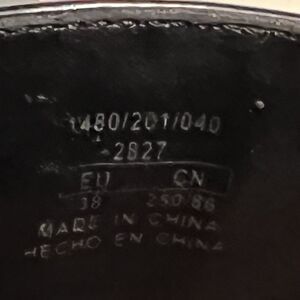 1480/201/040
2827
EU CN
38 250 86
MADE IN CHINA
HECHO EN CHINA